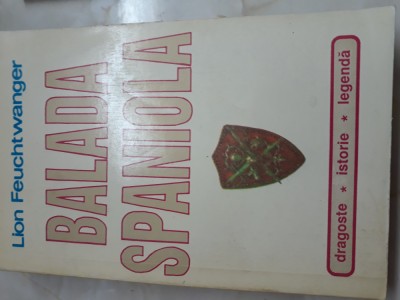 Lion Feuchtwanger
BALADA
SPANIOLA
dragoste * istorie * legendă